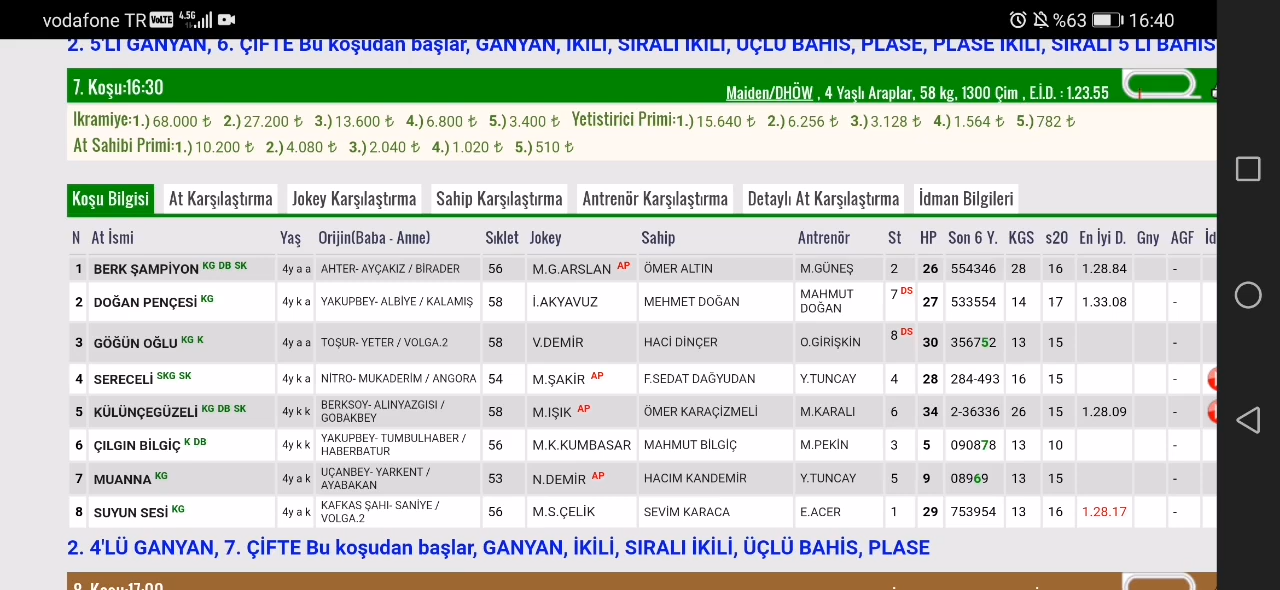 vodafone TR VoLTE 4.5G %63 16:40
2. 5'Lİ GANYAN, 6. ÇİFTE Bu koşudan başlar, GANYAN, İKİLİ, SIRALI İKİLİ, ÜÇLÜ BAHİS, PLASE, PLASE İKİLİ, SIRALI 5 Lİ BAHİS
7. Koşu:16:30 Maiden/DHÖW , 4 Yaşlı Araplar, 58 kg, 1300 Çim , E.İ.D. : 1.23.55
Ikramiye:1.) 68.000 ₺ 2.) 27.200 ₺ 3.) 13.600 ₺ 4.) 6.800 ₺ 5.) 3.400 ₺ Yetistirici Primi:1.) 15.640 ₺ 2.) 6.256 ₺ 3.) 3.128 ₺ 4.) 1.564 ₺ 5.) 782 ₺
At Sahibi Primi:1.) 10.200 ₺ 2.) 4.080 ₺ 3.) 2.040 ₺ 4.) 1.020 ₺ 5.) 510 ₺
Koşu Bilgisi At Karşılaştırma Jokey Karşılaştırma Sahip Karşılaştırma Antrenör Karşılaştırma Detaylı At Karşılaştırma İdman Bilgileri
N At İsmi Yaş Orijin(Baba - Anne) Sıklet Jokey Sahip Antrenör St HP Son 6 Y. KGS s20 En İyi D. Gny AGF İd
1 BERK ŞAMPİYON KG DB SK 4y a a AHTER- AYÇAKIZ / BİRADER 56 M.G.ARSLAN AP ÖMER ALTIN M.GÜNEŞ 2 26 554346 28 16 1.28.84 -
2 DOĞAN PENÇESİ KG 4y k a YAKUPBEY- ALBİYE / KALAMIŞ 58 İ.AKYAVUZ MEHMET DOĞAN MAHMUT DOĞAN 7 DS 27 533554 14 17 1.33.08 -
3 GÖĞÜN OĞLU KG K 4y a a TOŞUR- YETER / VOLGA.2 58 V.DEMİR HACİ DİNÇER O.GİRİŞKİN 8 DS 30 356752 13 15 -
4 SERECELİ SKG SK 4y k a NİTRO- MUKADERİM / ANGORA 54 M.ŞAKİR AP F.SEDAT DAĞYUDAN Y.TUNCAY 4 28 284-493 16 15 -
5 KÜLÜNÇEGÜZELİ KG DB SK 4y k k BERKSOY- ALINYAZGISI / GOBAKBEY 58 M.IŞIK AP ÖMER KARAÇİZMELİ M.KARALI 6 34 2-36336 26 15 1.28.09 -
6 ÇILGIN BİLGİÇ K DB 4y k k YAKUPBEY- TUMBULHABER / HABERBATUR 56 M.K.KUMBASAR MAHMUT BİLGİÇ M.PEKİN 3 5 090878 13 10 -
7 MUANNA KG 4y a k UÇANBEY- YARKENT / AYABAKAN 53 N.DEMİR AP HACIM KANDEMİR Y.TUNCAY 5 9 08969 13 15 -
8 SUYUN SESİ KG 4y a k KAFKAS ŞAHI- SANİYE / VOLGA.2 56 M.S.ÇELİK SEVİM KARACA E.ACER 1 29 753954 13 16 1.28.17 -
2. 4'LÜ GANYAN, 7. ÇİFTE Bu koşudan başlar, GANYAN, İKİLİ, SIRALI İKİLİ, ÜÇLÜ BAHİS, PLASE
8. Koşu:17:00